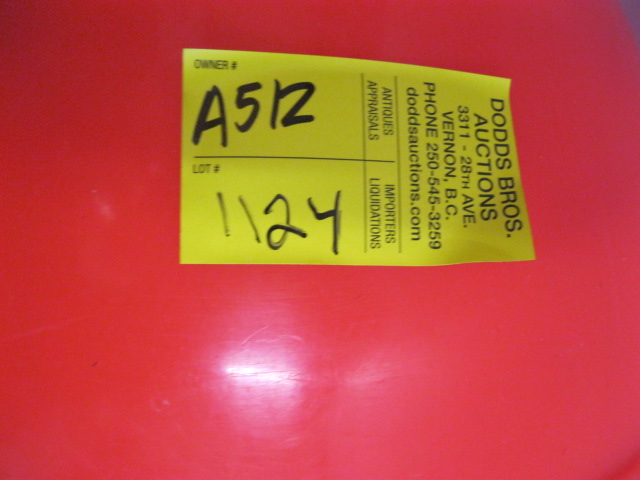 OWNER #
A512
LOT #
1124
DODDS BROS.
AUCTIONS
3311 - 28TH AVE.
VERNON, B.C.
PHONE 250-545-3259
doddsauctions.com
ANTIQUES
APPRAISALS
IMPORTERS
LIQUIDATIONS